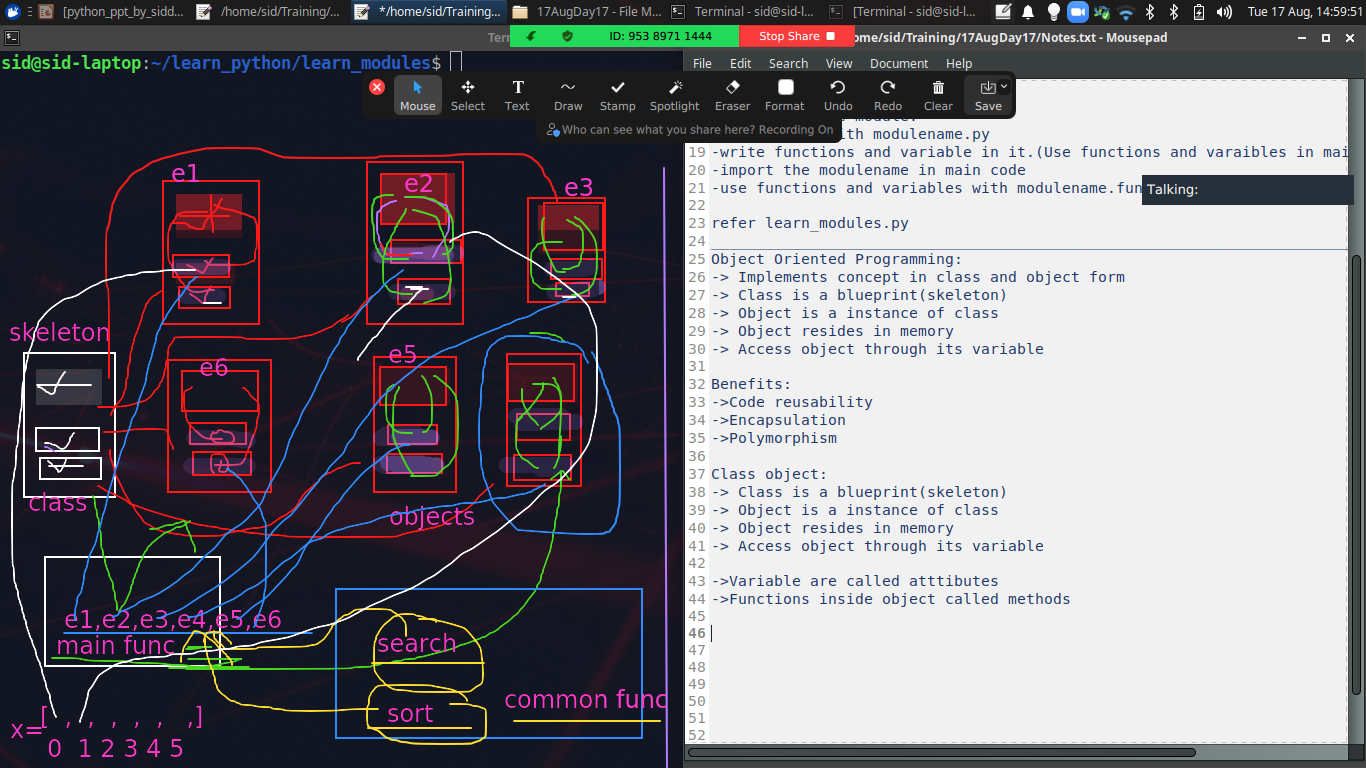 [python_ppt_by_sidd...
/home/sid/Training/...
*/home/sid/Training...
17AugDay17 - File M...
Terminal - sid@sid-l...
[Terminal - sid@sid-l...
Tue 17 Aug, 14:59:51
Tern
ID: 953 8971 1444
Stop Share
ome/sid/Training/17AugDay17/Notes.txt - Mousepad
sid@sid-laptop:~/learn_python/learn_modules$
File Edit Search View Document Help
Mouse Select Text Draw Stamp Spotlight Eraser Format Undo Redo Clear Save
Who can see what you share here? Recording On
Talking:
th modulename.py
19 -write functions and variable in it.(Use functions and varaibles in mai
20 -import the modulename in main code
21 -use functions and variables with modulename.fun
22
23 refer learn_modules.py
24
25 Object Oriented Programming:
26 -> Implements concept in class and object form
27 -> Class is a blueprint(skeleton)
28 -> Object is a instance of class
29 -> Object resides in memory
30 -> Access object through its variable
31
32 Benefits:
33 ->Code reusability
34 ->Encapsulation
35 ->Polymorphism
36
37 Class object:
38 -> Class is a blueprint(skeleton)
39 -> Object is a instance of class
40 -> Object resides in memory
41 -> Access object through its variable
42
43 ->Variable are called atttibutes
44 ->Functions inside object called methods
45
46
47
48
49
50
51
52
e1
e2
e3
skeleton
e6
e5
class
objects
e1,e2,e3,e4,e5,e6
main func
search
common func
sort
x=[ , , , , , ,]
0 1 2 3 4 5